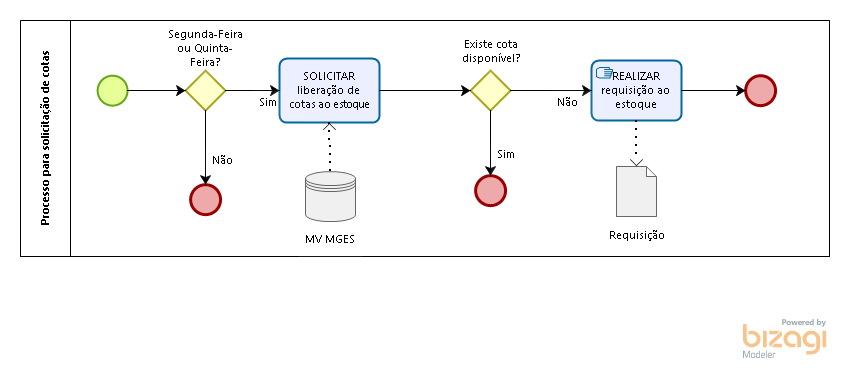 Processo para solicitação de cotas
Segunda-Feira
ou Quinta-
Feira?
Sim
Não
SOLICITAR
liberação de
cotas ao estoque
MV MGES
Existe cota
disponível?
Não
Sim
REALIZAR
requisição ao
estoque
Requisição
Powered by
bizagi
Modeler